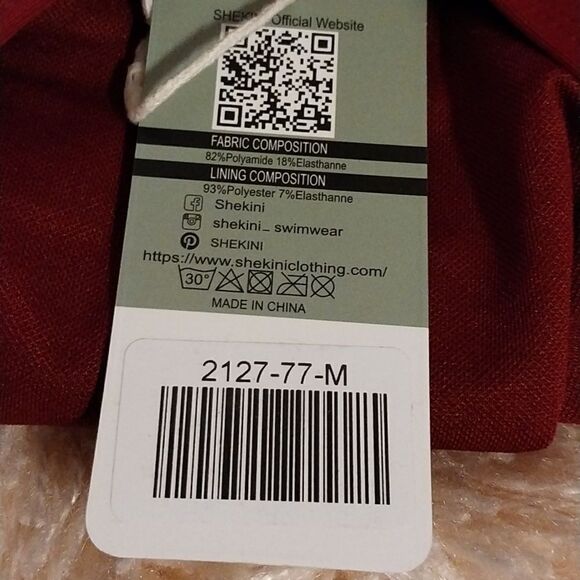 SHEKINI Official Website
FABRIC COMPOSITION
82%Polyamide 18%Elasthanne
LINING COMPOSITION
93%Polyester 7%Elasthanne
Shekini
shekini_ swimwear
SHEKINI
https://www.shekiniclothing.com/
30°
MADE IN CHINA
2127-77-M